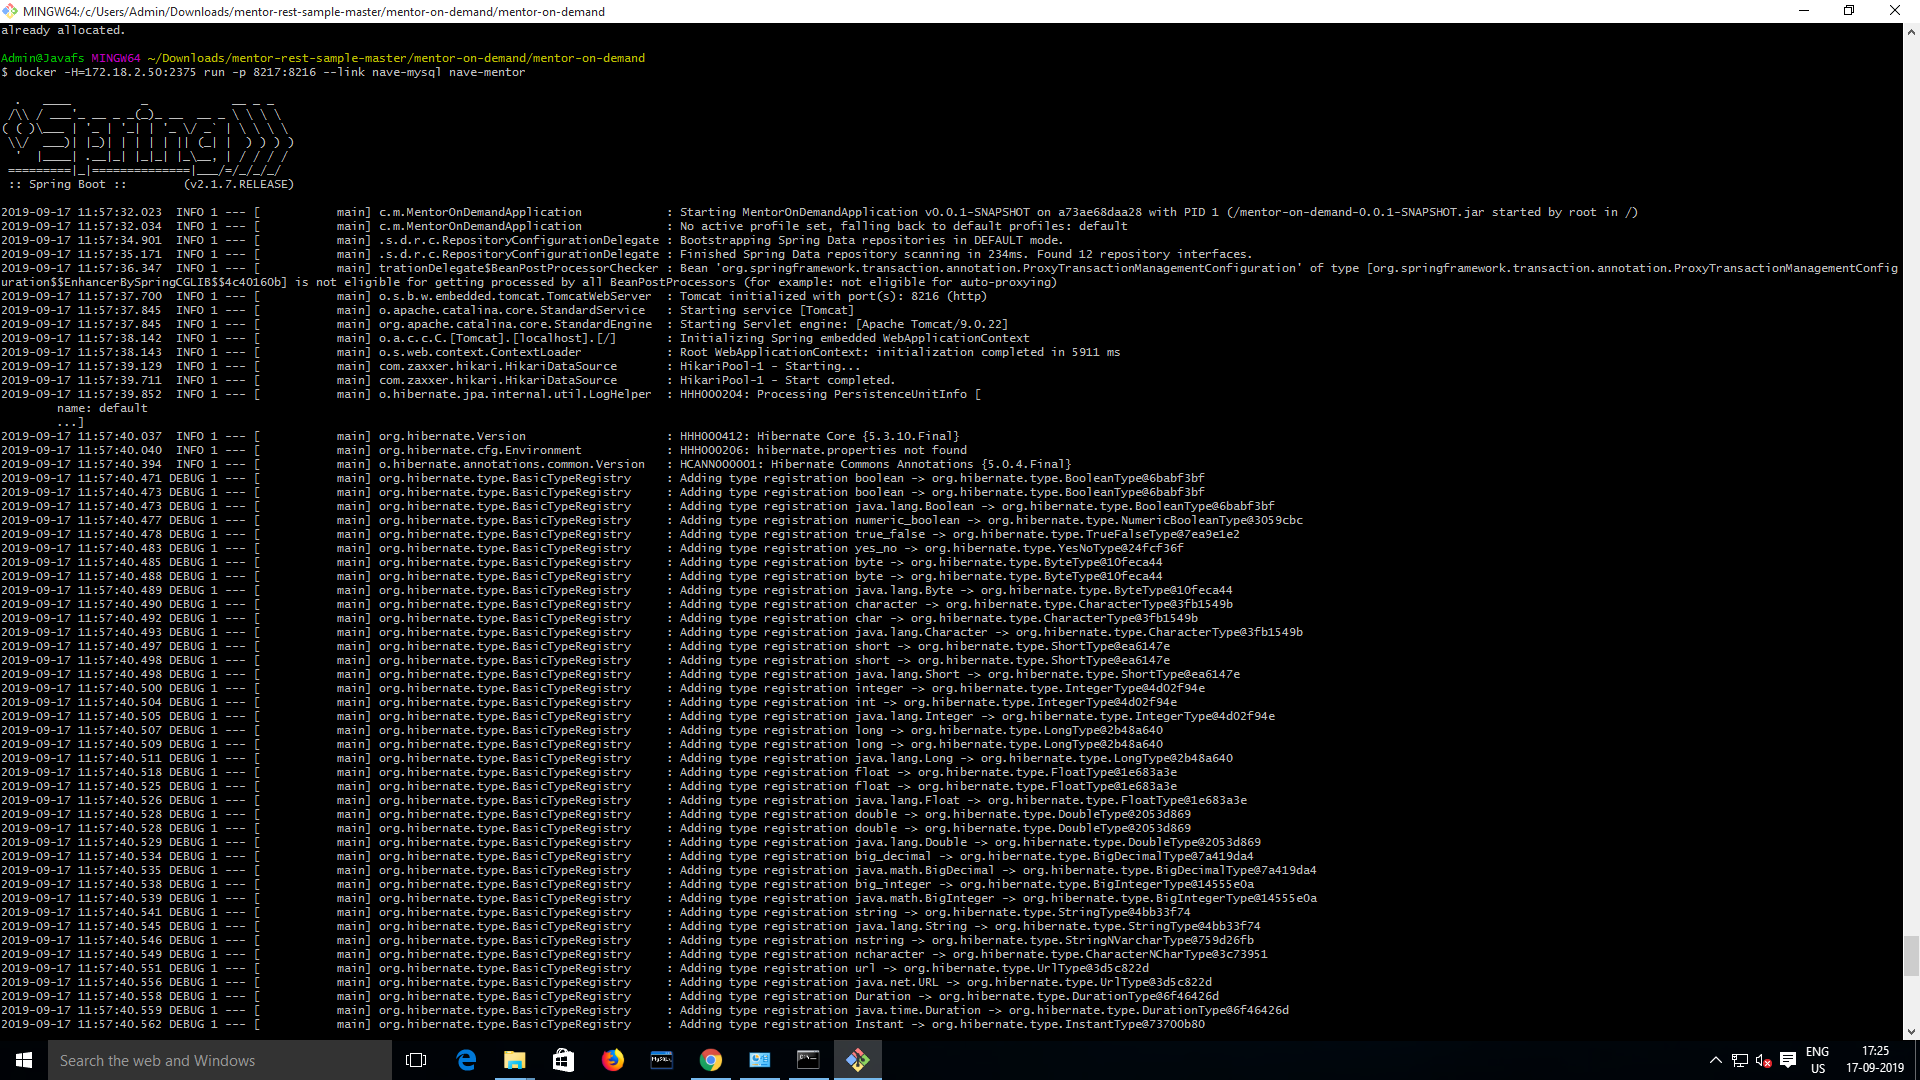 MINGW64:/c/Users/Admin/Downloads/mentor-rest-sample-master/mentor-on-demand/mentor-on-demand
already allocated.
Admin@Javafs MINGW64 ~/Downloads/mentor-rest-sample-master/mentor-on-demand/mentor-on-demand
$ docker -H=172.18.2.50:2375 run -p 8217:8216 --link nave-mysql nave-mentor
  .   ____          _            __ _ _
 /\\ / ___'_ __ _ _(_)_ __  __ _ \ \ \ \
( ( )\___ | '_ | '_| | '_ \/ _` | \ \ \ \
 \\/  ___)| |_)| | | | | || (_| |  ) ) ) )
  '  |____| .__|_| |_|_| |_\__, | / / / /
 =========|_|==============|___/=/_/_/_/
 :: Spring Boot ::        (v2.1.7.RELEASE)
2019-09-17 11:57:32.023  INFO 1 --- [           main] c.m.MentorOnDemandApplication            : Starting MentorOnDemandApplication v0.0.1-SNAPSHOT on a73ae68daa28 with PID 1 (/mentor-on-demand-0.0.1-SNAPSHOT.jar started by root in /)
2019-09-17 11:57:32.034  INFO 1 --- [           main] c.m.MentorOnDemandApplication            : No active profile set, falling back to default profiles: default
2019-09-17 11:57:34.901  INFO 1 --- [           main] .s.d.r.c.RepositoryConfigurationDelegate : Bootstrapping Spring Data repositories in DEFAULT mode.
2019-09-17 11:57:35.171  INFO 1 --- [           main] .s.d.r.c.RepositoryConfigurationDelegate : Finished Spring Data repository scanning in 234ms. Found 12 repository interfaces.
2019-09-17 11:57:36.347  INFO 1 --- [           main] trationDelegate$BeanPostProcessorChecker : Bean 'org.springframework.transaction.annotation.ProxyTransactionManagementConfiguration' of type [org.springframework.transaction.annotation.ProxyTransactionManagementConfig
uration$$EnhancerBySpringCGLIB$$4c40160b] is not eligible for getting processed by all BeanPostProcessors (for example: not eligible for auto-proxying)
2019-09-17 11:57:37.700  INFO 1 --- [           main] o.s.b.w.embedded.tomcat.TomcatWebServer  : Tomcat initialized with port(s): 8216 (http)
2019-09-17 11:57:37.845  INFO 1 --- [           main] o.apache.catalina.core.StandardService   : Starting service [Tomcat]
2019-09-17 11:57:37.845  INFO 1 --- [           main] org.apache.catalina.core.StandardEngine  : Starting Servlet engine: [Apache Tomcat/9.0.22]
2019-09-17 11:57:38.142  INFO 1 --- [           main] o.a.c.c.C.[Tomcat].[localhost].[/]       : Initializing Spring embedded WebApplicationContext
2019-09-17 11:57:38.143  INFO 1 --- [           main] o.s.web.context.ContextLoader            : Root WebApplicationContext: initialization completed in 5911 ms
2019-09-17 11:57:39.129  INFO 1 --- [           main] com.zaxxer.hikari.HikariDataSource       : HikariPool-1 - Starting...
2019-09-17 11:57:39.711  INFO 1 --- [           main] com.zaxxer.hikari.HikariDataSource       : HikariPool-1 - Start completed.
2019-09-17 11:57:39.852  INFO 1 --- [           main] o.hibernate.jpa.internal.util.LogHelper  : HHH000204: Processing PersistenceUnitInfo [
        name: default
        ...]
2019-09-17 11:57:40.037  INFO 1 --- [           main] org.hibernate.Version                    : HHH000412: Hibernate Core {5.3.10.Final}
2019-09-17 11:57:40.040  INFO 1 --- [           main] org.hibernate.cfg.Environment            : HHH000206: hibernate.properties not found
2019-09-17 11:57:40.394  INFO 1 --- [           main] o.hibernate.annotations.common.Version   : HCANN000001: Hibernate Commons Annotations {5.0.4.Final}
2019-09-17 11:57:40.471 DEBUG 1 --- [           main] org.hibernate.type.BasicTypeRegistry     : Adding type registration boolean -> org.hibernate.type.BooleanType@6babf3bf
2019-09-17 11:57:40.473 DEBUG 1 --- [           main] org.hibernate.type.BasicTypeRegistry     : Adding type registration boolean -> org.hibernate.type.BooleanType@6babf3bf
2019-09-17 11:57:40.473 DEBUG 1 --- [           main] org.hibernate.type.BasicTypeRegistry     : Adding type registration java.lang.Boolean -> org.hibernate.type.BooleanType@6babf3bf
2019-09-17 11:57:40.477 DEBUG 1 --- [           main] org.hibernate.type.BasicTypeRegistry     : Adding type registration numeric_boolean -> org.hibernate.type.NumericBooleanType@3059cbc
2019-09-17 11:57:40.478 DEBUG 1 --- [           main] org.hibernate.type.BasicTypeRegistry     : Adding type registration true_false -> org.hibernate.type.TrueFalseType@7ea9e1e2
2019-09-17 11:57:40.483 DEBUG 1 --- [           main] org.hibernate.type.BasicTypeRegistry     : Adding type registration yes_no -> org.hibernate.type.YesNoType@24fcf36f
2019-09-17 11:57:40.485 DEBUG 1 --- [           main] org.hibernate.type.BasicTypeRegistry     : Adding type registration byte -> org.hibernate.type.ByteType@10feca44
2019-09-17 11:57:40.488 DEBUG 1 --- [           main] org.hibernate.type.BasicTypeRegistry     : Adding type registration byte -> org.hibernate.type.ByteType@10feca44
2019-09-17 11:57:40.489 DEBUG 1 --- [           main] org.hibernate.type.BasicTypeRegistry     : Adding type registration java.lang.Byte -> org.hibernate.type.ByteType@10feca44
2019-09-17 11:57:40.490 DEBUG 1 --- [           main] org.hibernate.type.BasicTypeRegistry     : Adding type registration character -> org.hibernate.type.CharacterType@3fb1549b
2019-09-17 11:57:40.492 DEBUG 1 --- [           main] org.hibernate.type.BasicTypeRegistry     : Adding type registration char -> org.hibernate.type.CharacterType@3fb1549b
2019-09-17 11:57:40.493 DEBUG 1 --- [           main] org.hibernate.type.BasicTypeRegistry     : Adding type registration java.lang.Character -> org.hibernate.type.CharacterType@3fb1549b
2019-09-17 11:57:40.497 DEBUG 1 --- [           main] org.hibernate.type.BasicTypeRegistry     : Adding type registration short -> org.hibernate.type.ShortType@ea6147e
2019-09-17 11:57:40.498 DEBUG 1 --- [           main] org.hibernate.type.BasicTypeRegistry     : Adding type registration short -> org.hibernate.type.ShortType@ea6147e
2019-09-17 11:57:40.498 DEBUG 1 --- [           main] org.hibernate.type.BasicTypeRegistry     : Adding type registration java.lang.Short -> org.hibernate.type.ShortType@ea6147e
2019-09-17 11:57:40.500 DEBUG 1 --- [           main] org.hibernate.type.BasicTypeRegistry     : Adding type registration integer -> org.hibernate.type.IntegerType@4d02f94e
2019-09-17 11:57:40.504 DEBUG 1 --- [           main] org.hibernate.type.BasicTypeRegistry     : Adding type registration int -> org.hibernate.type.IntegerType@4d02f94e
2019-09-17 11:57:40.505 DEBUG 1 --- [           main] org.hibernate.type.BasicTypeRegistry     : Adding type registration java.lang.Integer -> org.hibernate.type.IntegerType@4d02f94e
2019-09-17 11:57:40.507 DEBUG 1 --- [           main] org.hibernate.type.BasicTypeRegistry     : Adding type registration long -> org.hibernate.type.LongType@2b48a640
2019-09-17 11:57:40.509 DEBUG 1 --- [           main] org.hibernate.type.BasicTypeRegistry     : Adding type registration long -> org.hibernate.type.LongType@2b48a640
2019-09-17 11:57:40.511 DEBUG 1 --- [           main] org.hibernate.type.BasicTypeRegistry     : Adding type registration java.lang.Long -> org.hibernate.type.LongType@2b48a640
2019-09-17 11:57:40.518 DEBUG 1 --- [           main] org.hibernate.type.BasicTypeRegistry     : Adding type registration float -> org.hibernate.type.FloatType@1e683a3e
2019-09-17 11:57:40.525 DEBUG 1 --- [           main] org.hibernate.type.BasicTypeRegistry     : Adding type registration float -> org.hibernate.type.FloatType@1e683a3e
2019-09-17 11:57:40.526 DEBUG 1 --- [           main] org.hibernate.type.BasicTypeRegistry     : Adding type registration java.lang.Float -> org.hibernate.type.FloatType@1e683a3e
2019-09-17 11:57:40.528 DEBUG 1 --- [           main] org.hibernate.type.BasicTypeRegistry     : Adding type registration double -> org.hibernate.type.DoubleType@2053d869
2019-09-17 11:57:40.528 DEBUG 1 --- [           main] org.hibernate.type.BasicTypeRegistry     : Adding type registration double -> org.hibernate.type.DoubleType@2053d869
2019-09-17 11:57:40.529 DEBUG 1 --- [           main] org.hibernate.type.BasicTypeRegistry     : Adding type registration java.lang.Double -> org.hibernate.type.DoubleType@2053d869
2019-09-17 11:57:40.534 DEBUG 1 --- [           main] org.hibernate.type.BasicTypeRegistry     : Adding type registration big_decimal -> org.hibernate.type.BigDecimalType@7a419da4
2019-09-17 11:57:40.535 DEBUG 1 --- [           main] org.hibernate.type.BasicTypeRegistry     : Adding type registration java.math.BigDecimal -> org.hibernate.type.BigDecimalType@7a419da4
2019-09-17 11:57:40.538 DEBUG 1 --- [           main] org.hibernate.type.BasicTypeRegistry     : Adding type registration big_integer -> org.hibernate.type.BigIntegerType@14555e0a
2019-09-17 11:57:40.539 DEBUG 1 --- [           main] org.hibernate.type.BasicTypeRegistry     : Adding type registration java.math.BigInteger -> org.hibernate.type.BigIntegerType@14555e0a
2019-09-17 11:57:40.541 DEBUG 1 --- [           main] org.hibernate.type.BasicTypeRegistry     : Adding type registration string -> org.hibernate.type.StringType@4bb33f74
2019-09-17 11:57:40.545 DEBUG 1 --- [           main] org.hibernate.type.BasicTypeRegistry     : Adding type registration java.lang.String -> org.hibernate.type.StringType@4bb33f74
2019-09-17 11:57:40.546 DEBUG 1 --- [           main] org.hibernate.type.BasicTypeRegistry     : Adding type registration nstring -> org.hibernate.type.StringNVarcharType@759d26fb
2019-09-17 11:57:40.549 DEBUG 1 --- [           main] org.hibernate.type.BasicTypeRegistry     : Adding type registration ncharacter -> org.hibernate.type.CharacterNCharType@3c73951
2019-09-17 11:57:40.551 DEBUG 1 --- [           main] org.hibernate.type.BasicTypeRegistry     : Adding type registration url -> org.hibernate.type.UrlType@3d5c822d
2019-09-17 11:57:40.556 DEBUG 1 --- [           main] org.hibernate.type.BasicTypeRegistry     : Adding type registration java.net.URL -> org.hibernate.type.UrlType@3d5c822d
2019-09-17 11:57:40.558 DEBUG 1 --- [           main] org.hibernate.type.BasicTypeRegistry     : Adding type registration Duration -> org.hibernate.type.DurationType@6f46426d
2019-09-17 11:57:40.559 DEBUG 1 --- [           main] org.hibernate.type.BasicTypeRegistry     : Adding type registration java.time.Duration -> org.hibernate.type.DurationType@6f46426d
2019-09-17 11:57:40.562 DEBUG 1 --- [           main] org.hibernate.type.BasicTypeRegistry     : Adding type registration Instant -> org.hibernate.type.InstantType@73700b80
Search the web and Windows
ENG
US
17:25
17-09-2019